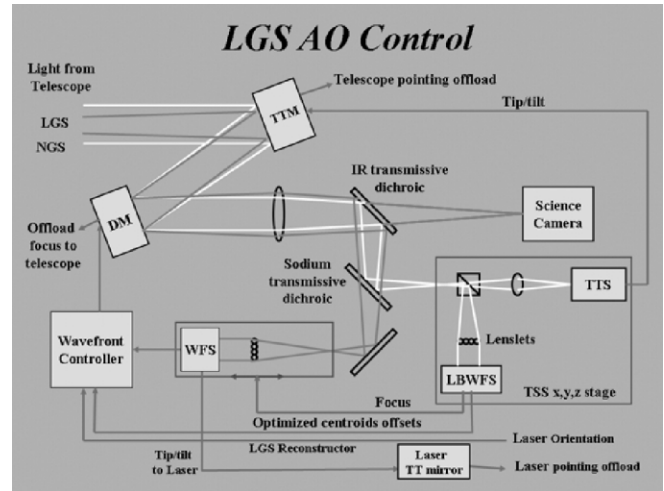 LGS AO Control
Light from
Telescope
Telescope pointing offload
TTM
Tip/tilt
LGS
NGS
IR transmissive
dichroic
Science
Camera
DM
Offload
focus to
telescope
Sodium
transmissive
dichroic
TTS
Wavefront
Controller
WFS
Lenslets
LBWFS
TSS x,y,z stage
Focus
Optimized centroids offsets
Laser Orientation
LGS Reconstructor
Tip/tilt
to Laser
Laser
TT mirror
Laser pointing offload